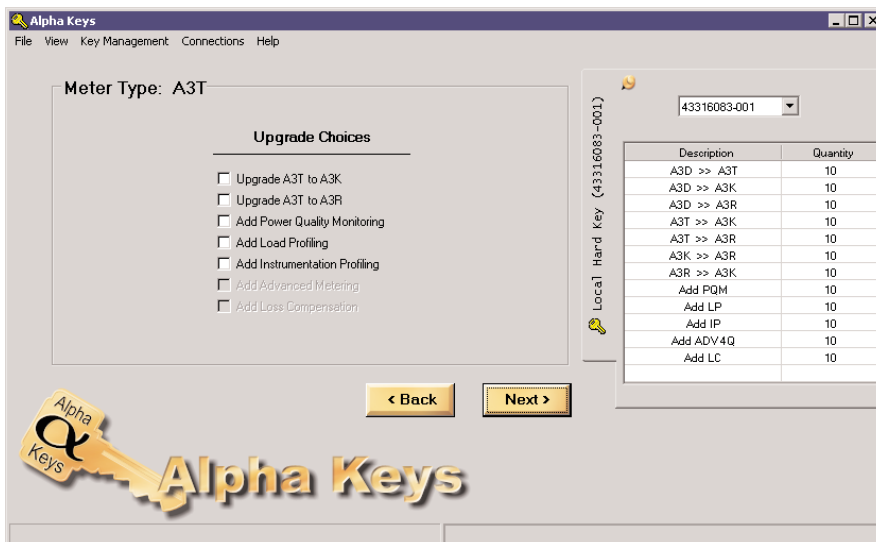 Alpha Keys
File View Key Management Connections Help
Meter Type: A3T
Upgrade Choices
Upgrade A3T to A3K
Upgrade A3T to A3R
Add Power Quality Monitoring
Add Load Profiling
Add Instrumentation Profiling
Add Advanced Metering
Add Loss Compensation
< Back
Next >
Local Hard Key (43316083-001)
43316083-001
Description Quantity
A3D >> A3T 10
A3D >> A3K 10
A3D >> A3R 10
A3T >> A3K 10
A3T >> A3R 10
A3K >> A3R 10
A3R >> A3K 10
Add PQM 10
Add LP 10
Add IP 10
Add ADV4Q 10
Add LC 10
Alpha
α
Keys
Alpha Keys